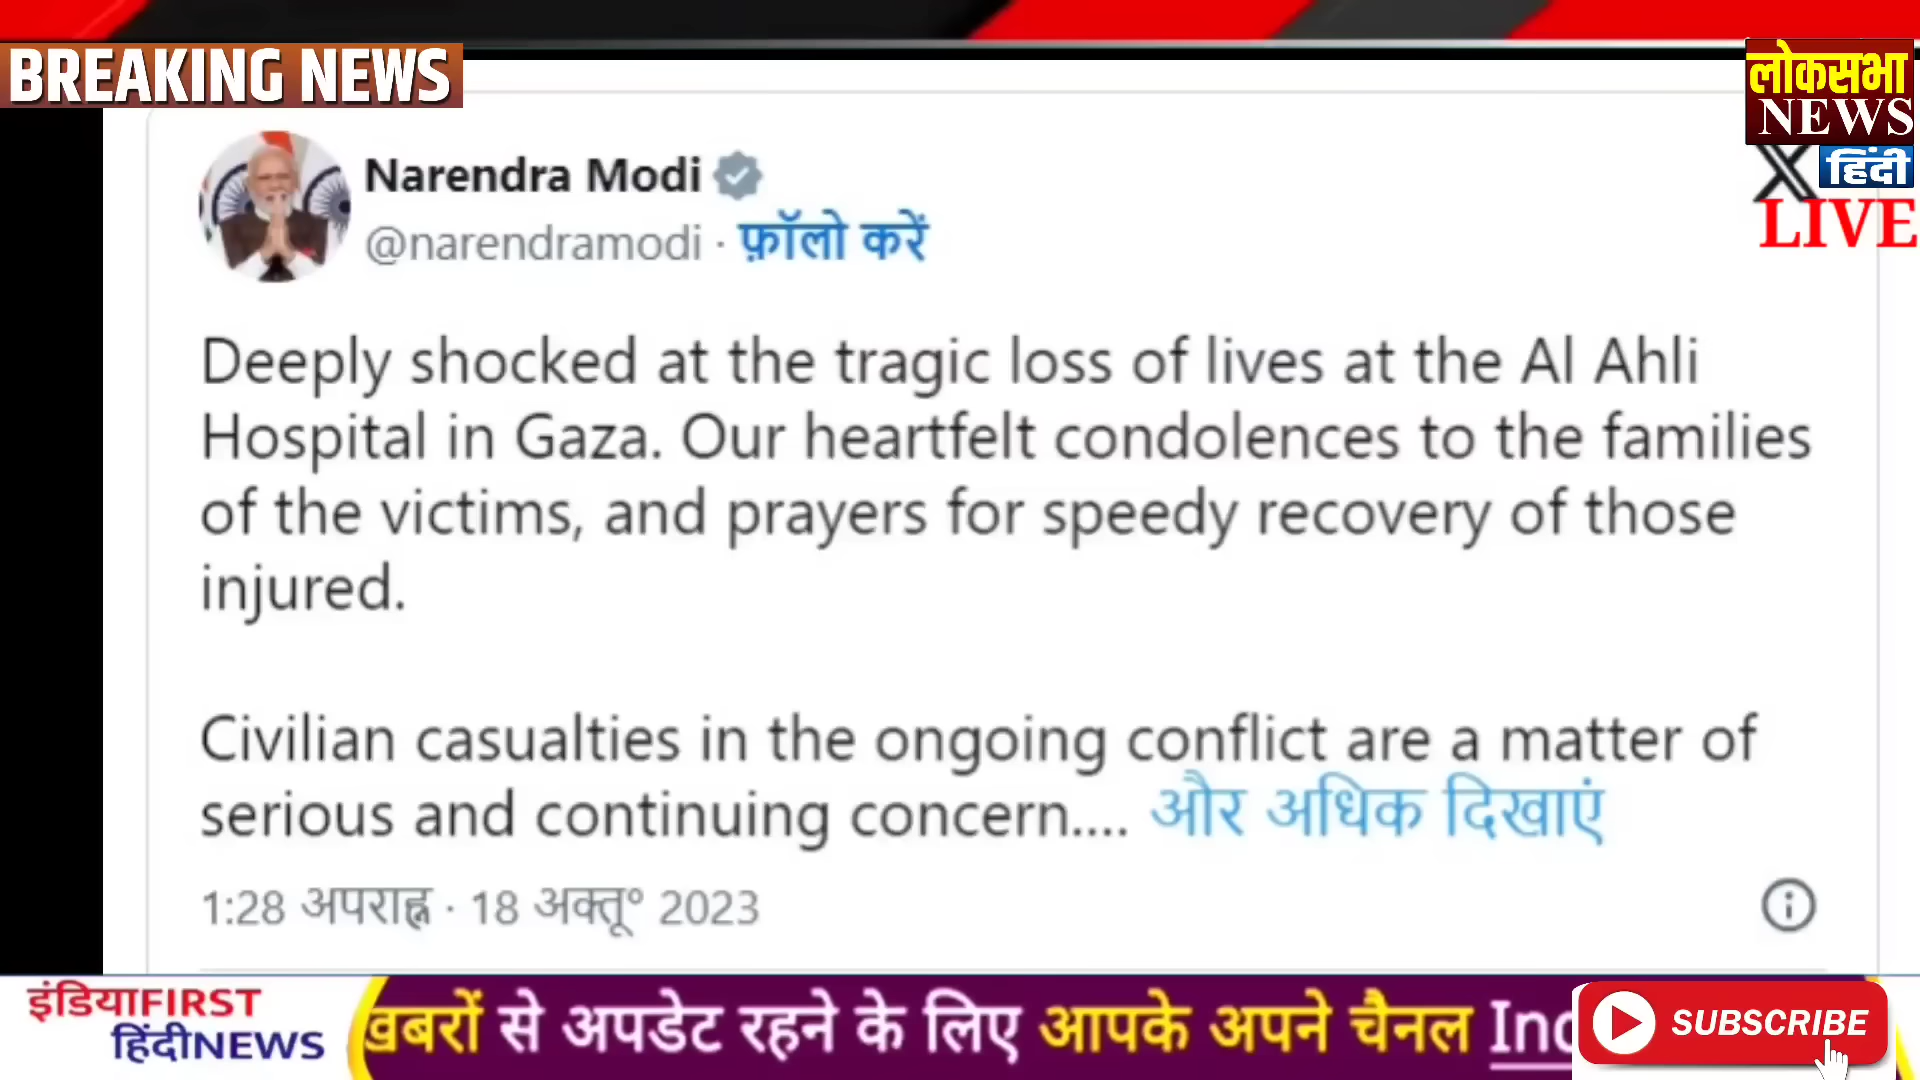 BREAKING NEWS
लोकसभा
NEWS
हिंदी
LIVE
Narendra Modi
@narendramodi · फ़ॉलो करें
Deeply shocked at the tragic loss of lives at the Al Ahli
Hospital in Gaza. Our heartfelt condolences to the families
of the victims, and prayers for speedy recovery of those
injured.
Civilian casualties in the ongoing conflict are a matter of
serious and continuing concern.... और अधिक दिखाएं
1:28 अपराह्न · 18 अक्तू॰ 2023
इंडियाFIRST
हिंदीNEWS
खबरों से अपडेट रहने के लिए आपके अपने चैनल
SUBSCRIBE